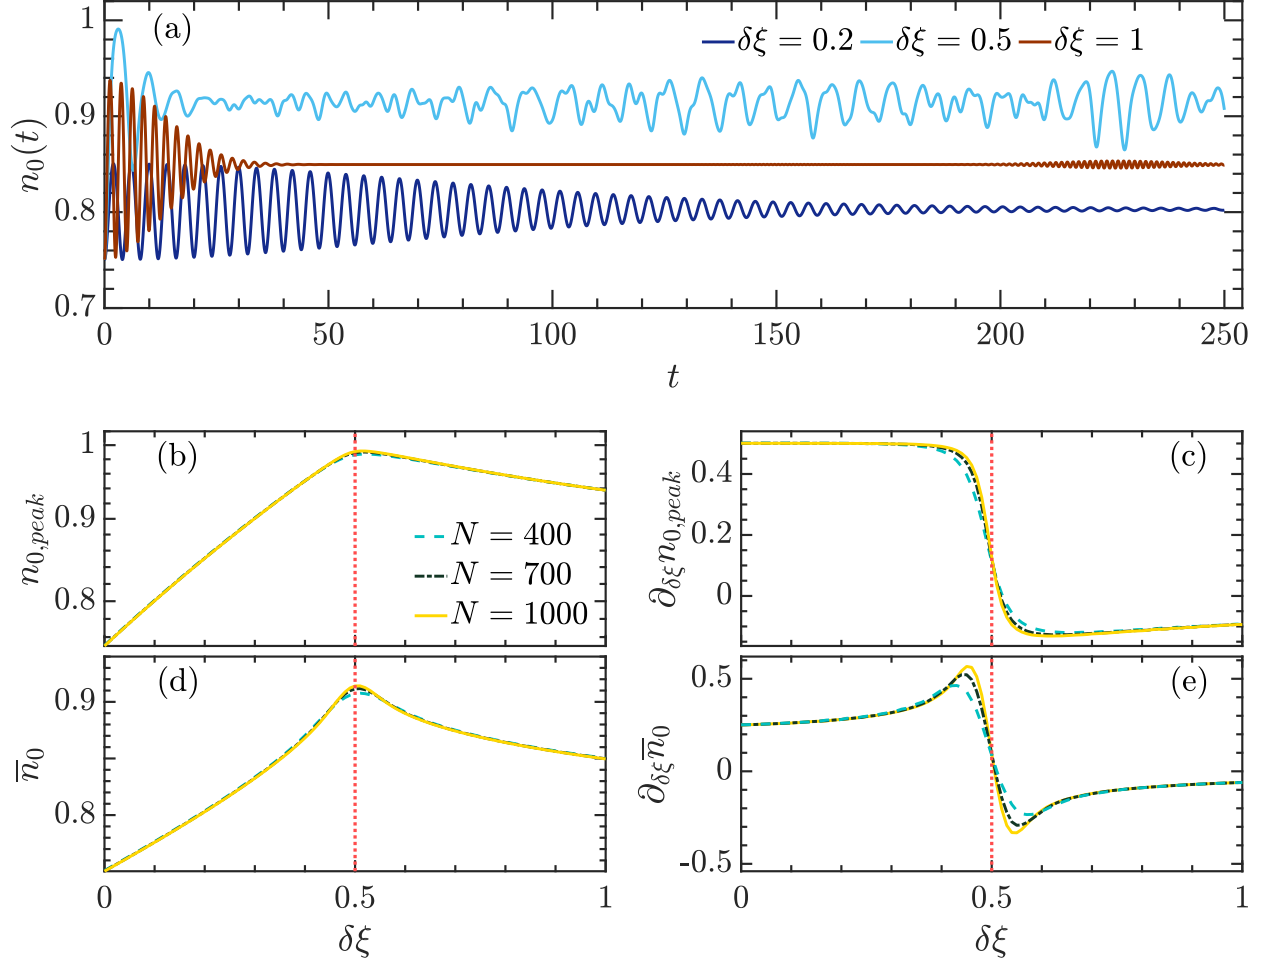 (a)
δξ = 0.2 δξ = 0.5 δξ = 1
1
0.9
0.8
0.7
n₀(t)
0 50 100 150 200 250
t
(b)
1
0.9
0.8
n₀,peak
N = 400
N = 700
N = 1000
(c)
0.4
0.2
0
∂δξn₀,peak
(d)
0.9
0.8
n̅₀
0 0.5 1
δξ
(e)
0.5
0
-0.5
∂δξn̅₀
0 0.5 1
δξ